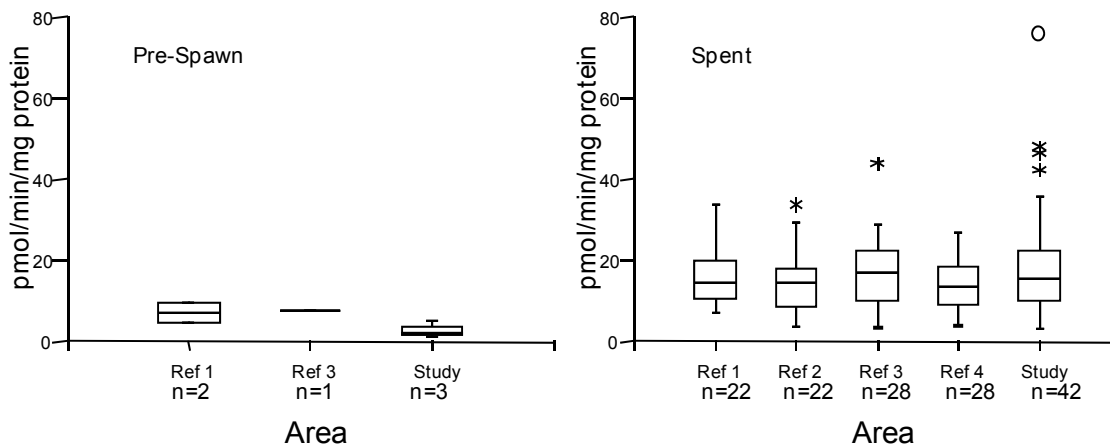 pmol/min/mg protein
80
60
40
20
0
Pre-Spawn
Ref 1
n=2
Ref 3
n=1
Study
n=3
Area
pmol/min/mg protein
80
60
40
20
0
Spent
Ref 1
n=22
Ref 2
n=22
Ref 3
n=28
Ref 4
n=28
Study
n=42
Area